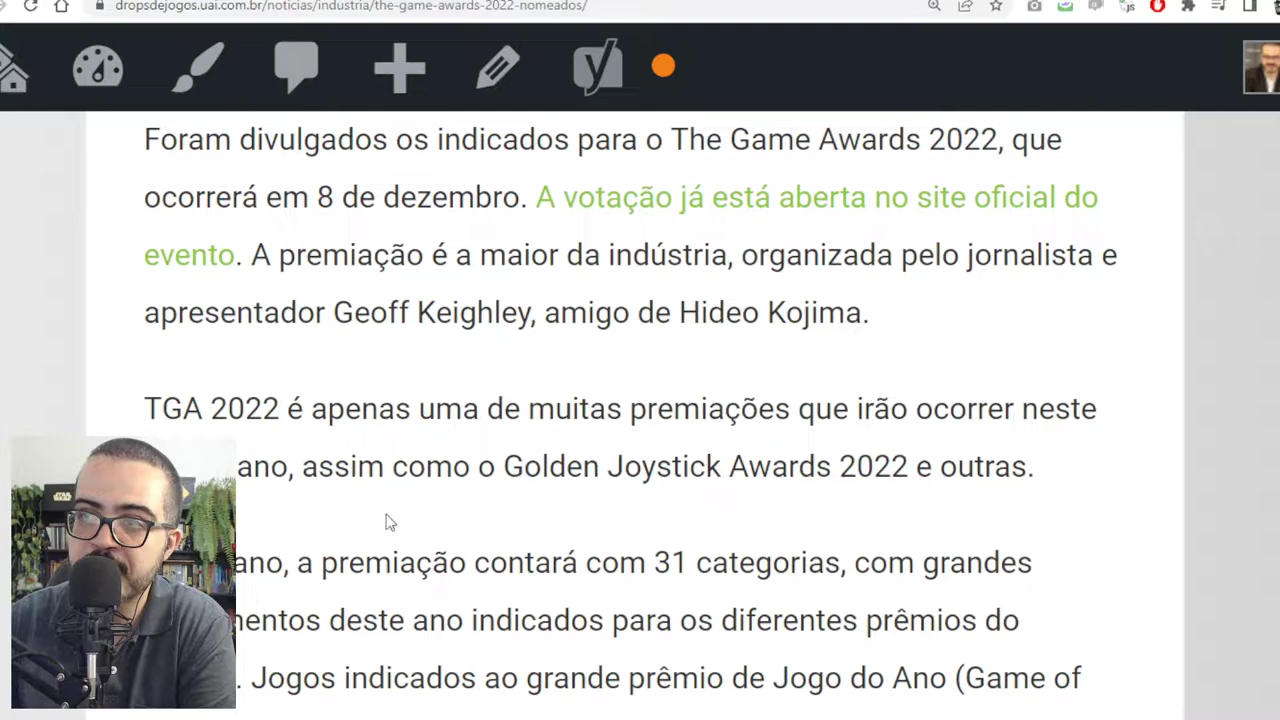 dropsdejogos.uai.com.br/noticias/industria/the-game-awards-2022-nomeados/
Foram divulgados os indicados para o The Game Awards 2022, que
ocorrerá em 8 de dezembro. A votação já está aberta no site oficial do
evento. A premiação é a maior da indústria, organizada pelo jornalista e
apresentador Geoff Keighley, amigo de Hideo Kojima.
TGA 2022 é apenas uma de muitas premiações que irão ocorrer neste
ano, assim como o Golden Joystick Awards 2022 e outras.
ano, a premiação contará com 31 categorias, com grandes
mentos deste ano indicados para os diferentes prêmios do
. Jogos indicados ao grande prêmio de Jogo do Ano (Game of